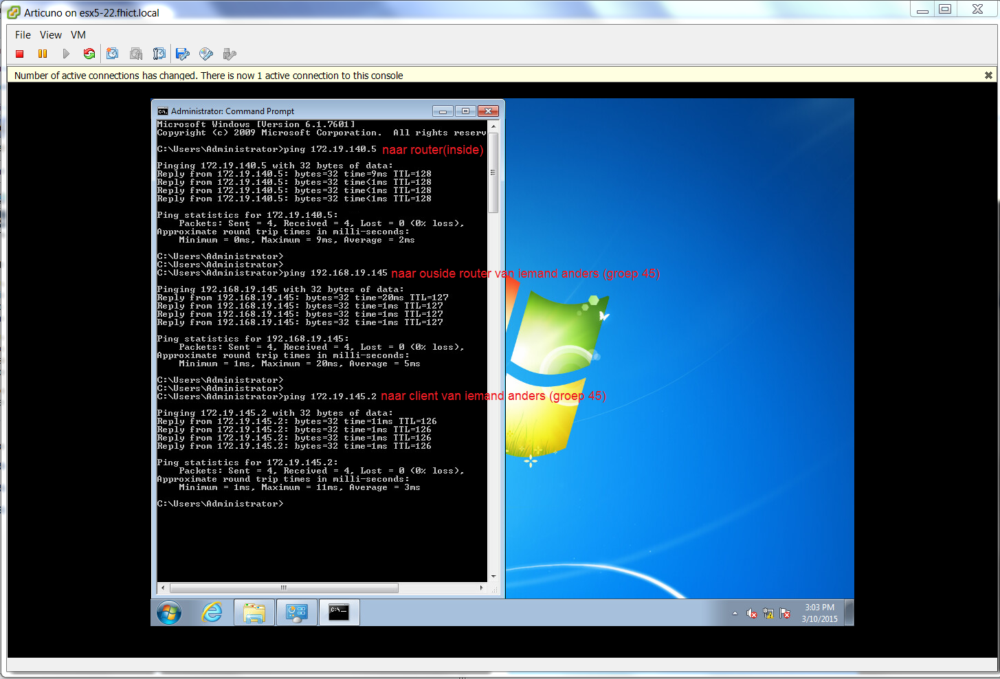 Articuno on esx5-22.fhict.local
File View VM
Number of active connections has changed. There is now 1 active connection to this console
Administrator: Command Prompt
Microsoft Windows [Version 6.1.7601]
Copyright (c) 2009 Microsoft Corporation.  All rights reserv
C:\Users\Administrator>ping 172.19.140.5 naar router(inside)
Pinging 172.19.140.5 with 32 bytes of data:
Reply from 172.19.140.5: bytes=32 time=9ms TTL=128
Reply from 172.19.140.5: bytes=32 time<1ms TTL=128
Reply from 172.19.140.5: bytes=32 time<1ms TTL=128
Reply from 172.19.140.5: bytes=32 time<1ms TTL=128
Ping statistics for 172.19.140.5:
Packets: Sent = 4, Received = 4, Lost = 0 (0% loss),
Approximate round trip times in milli-seconds:
Minimum = 0ms, Maximum = 9ms, Average = 2ms
C:\Users\Administrator>
C:\Users\Administrator>
C:\Users\Administrator>ping 192.168.19.145 naar ouside router van iemand anders (groep 45)
Pinging 192.168.19.145 with 32 bytes of data:
Reply from 192.168.19.145: bytes=32 time=20ms TTL=127
Reply from 192.168.19.145: bytes=32 time=1ms TTL=127
Reply from 192.168.19.145: bytes=32 time=1ms TTL=127
Reply from 192.168.19.145: bytes=32 time=1ms TTL=127
Ping statistics for 192.168.19.145:
Packets: Sent = 4, Received = 4, Lost = 0 (0% loss),
Approximate round trip times in milli-seconds:
Minimum = 1ms, Maximum = 20ms, Average = 5ms
C:\Users\Administrator>
C:\Users\Administrator>
C:\Users\Administrator>ping 172.19.145.2 naar client van iemand anders (groep 45)
Pinging 172.19.145.2 with 32 bytes of data:
Reply from 172.19.145.2: bytes=32 time=11ms TTL=126
Reply from 172.19.145.2: bytes=32 time=1ms TTL=126
Reply from 172.19.145.2: bytes=32 time=1ms TTL=126
Reply from 172.19.145.2: bytes=32 time=1ms TTL=126
Ping statistics for 172.19.145.2:
Packets: Sent = 4, Received = 4, Lost = 0 (0% loss),
Approximate round trip times in milli-seconds:
Minimum = 1ms, Maximum = 11ms, Average = 3ms
C:\Users\Administrator>
3:03 PM
3/10/2015